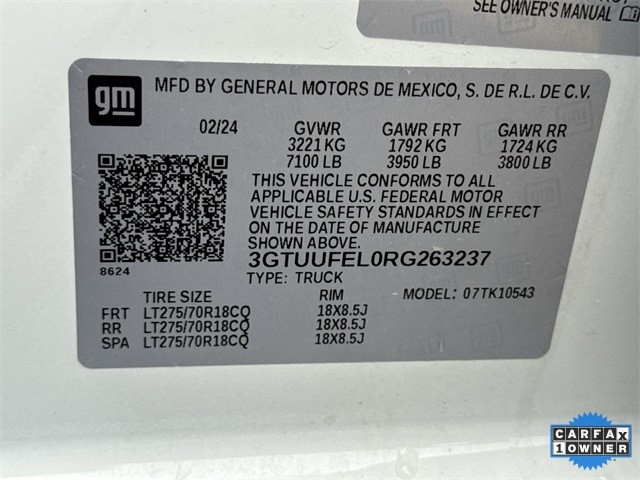 SEE OWNER'S MANUAL
gm
MFD BY GENERAL MOTORS DE MEXICO, S. DE R.L. DE C.V.
02/24 GVWR GAWR FRT GAWR RR
3221 KG 1792 KG 1724 KG
7100 LB 3950 LB 3800 LB
THIS VEHICLE CONFORMS TO ALL
APPLICABLE U.S. FEDERAL MOTOR
VEHICLE SAFETY STANDARDS IN EFFECT
ON THE DATE OF MANUFACTURE
SHOWN ABOVE.
8624
3GTUUFEL0RG263237
TYPE: TRUCK
TIRE SIZE RIM MODEL: 07TK10543
FRT LT275/70R18CQ 18X8.5J
RR LT275/70R18CQ 18X8.5J
SPA LT275/70R18CQ 18X8.5J
CARFAX
1 OWNER